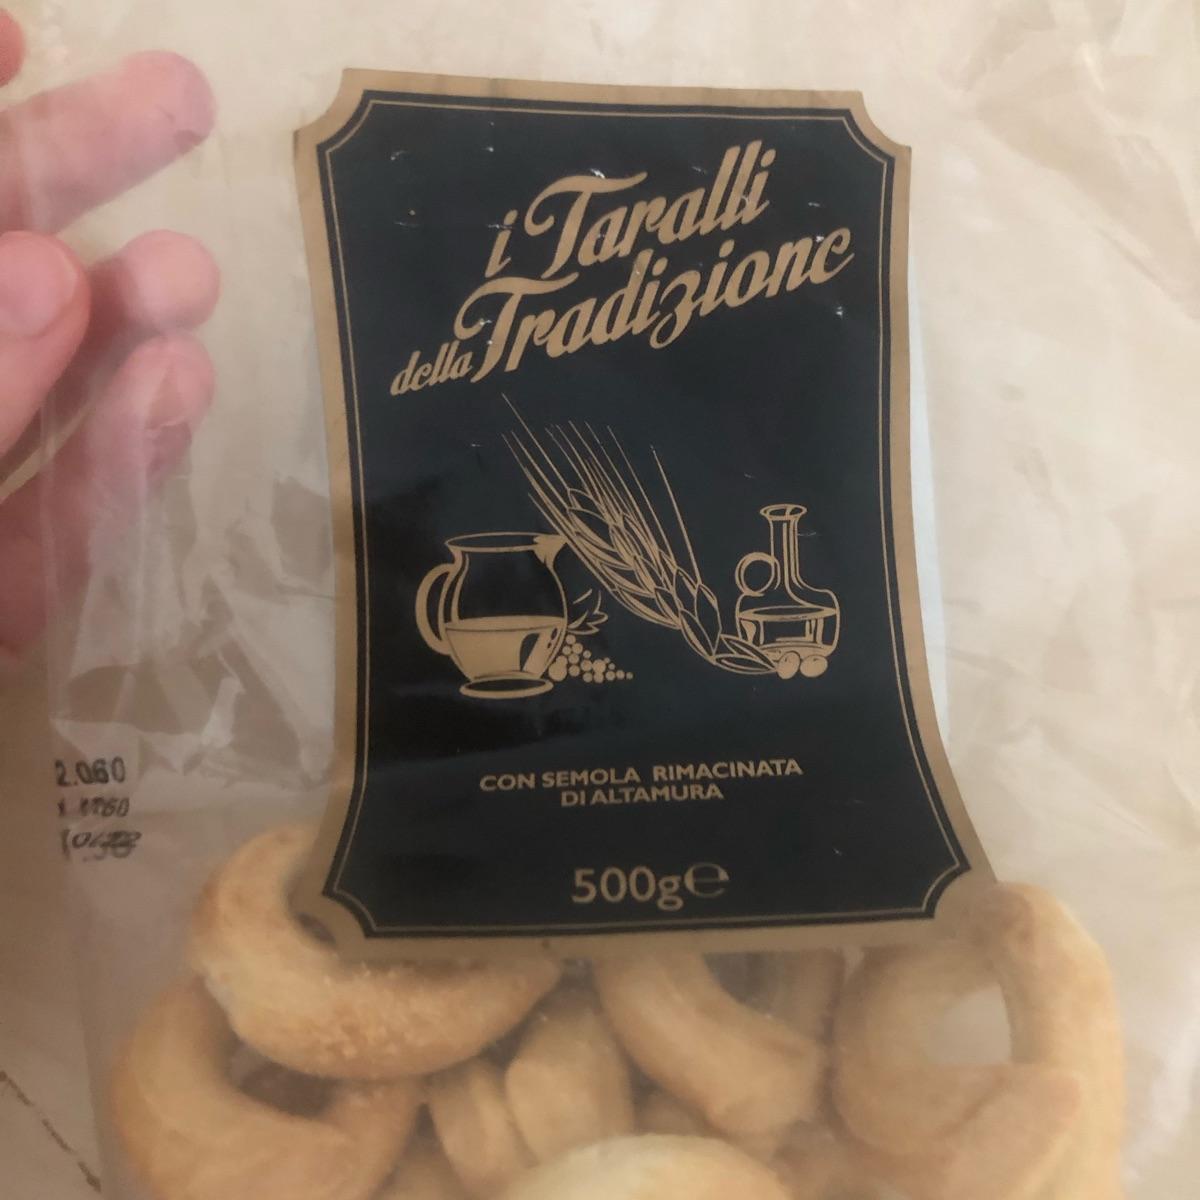 i Taralli
della Tradizione
CON SEMOLA RIMACINATA
DI ALTAMURA
500g℮
2.060